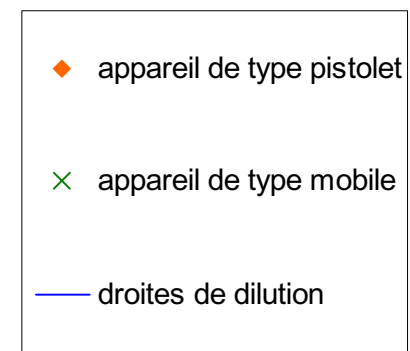 appareil de type pistolet
appareil de type mobile
droites de dilution